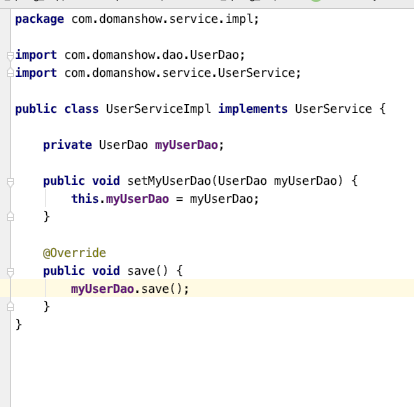 package com.domanshow.service.impl;
import com.domanshow.dao.UserDao;
import com.domanshow.service.UserService;
public class UserServiceImpl implements UserService {
private UserDao myUserDao;
public void setMyUserDao(UserDao myUserDao) {
this.myUserDao = myUserDao;
}
@Override
public void save() {
myUserDao.save();
}
}